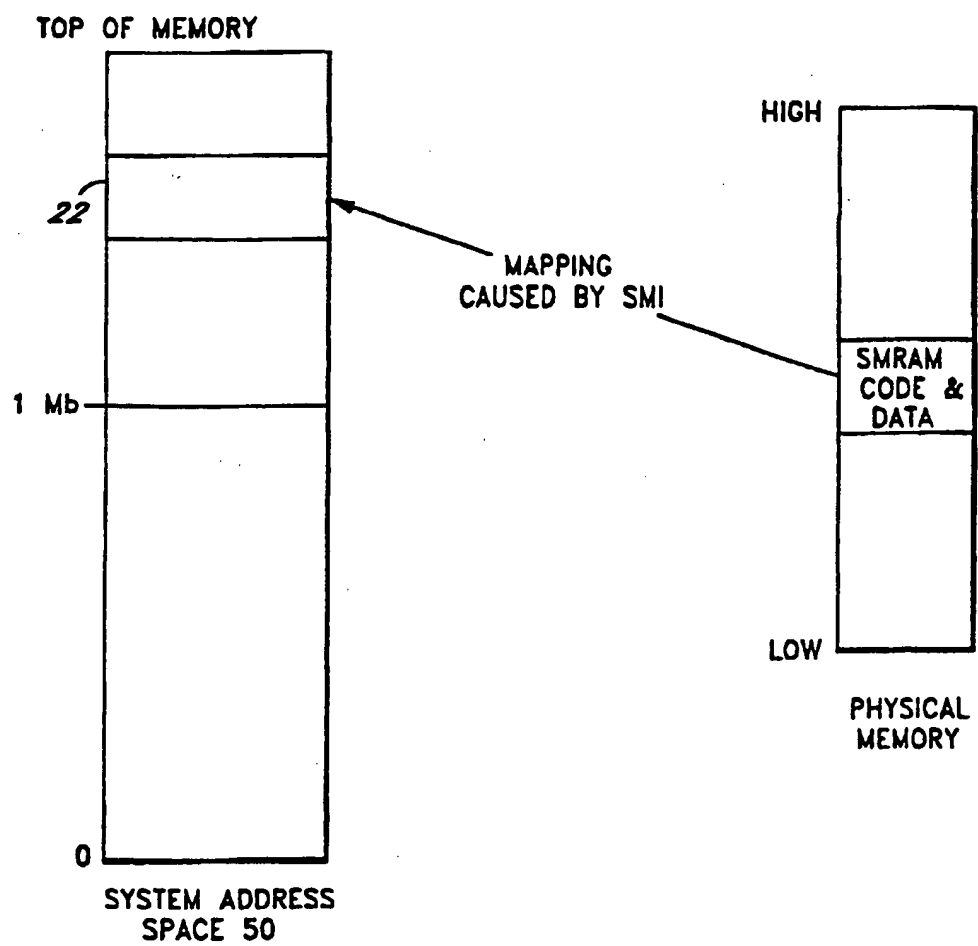 TOP OF MEMORY
22
1 Mb
0
SYSTEM ADDRESS
SPACE 50
MAPPING
CAUSED BY SMI
HIGH
SMRAM
CODE &
DATA
LOW
PHYSICAL
MEMORY